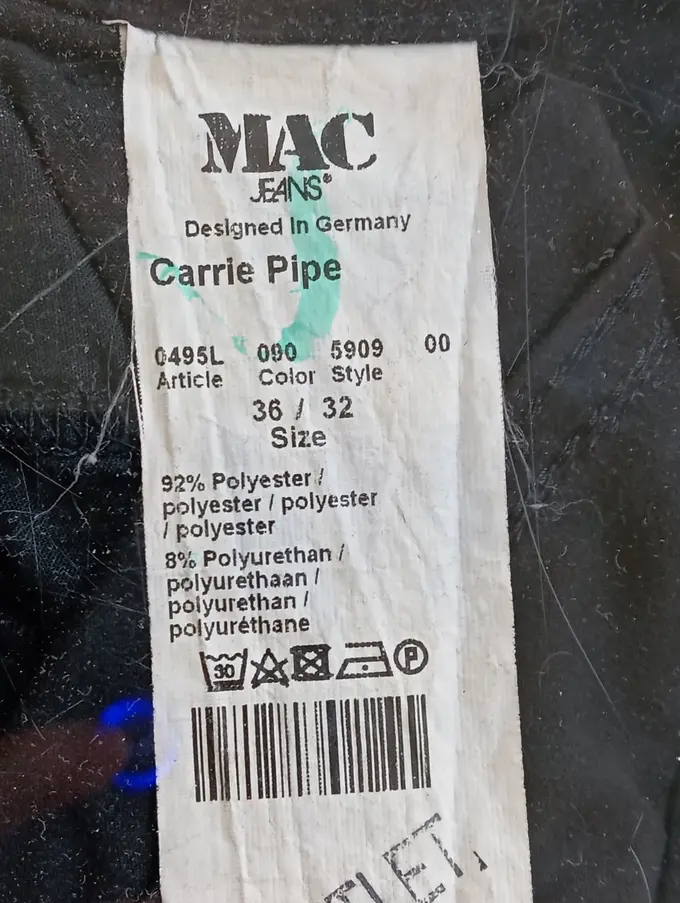 MAC
JEANS®
Designed In Germany
Carrie Pipe
0495L 090 5909 00
Article Color Style
36 / 32
Size
92% Polyester /
polyester / polyester
/ polyester
8% Polyurethan /
polyurethaan /
polyurethan /
polyuréthane
30 P